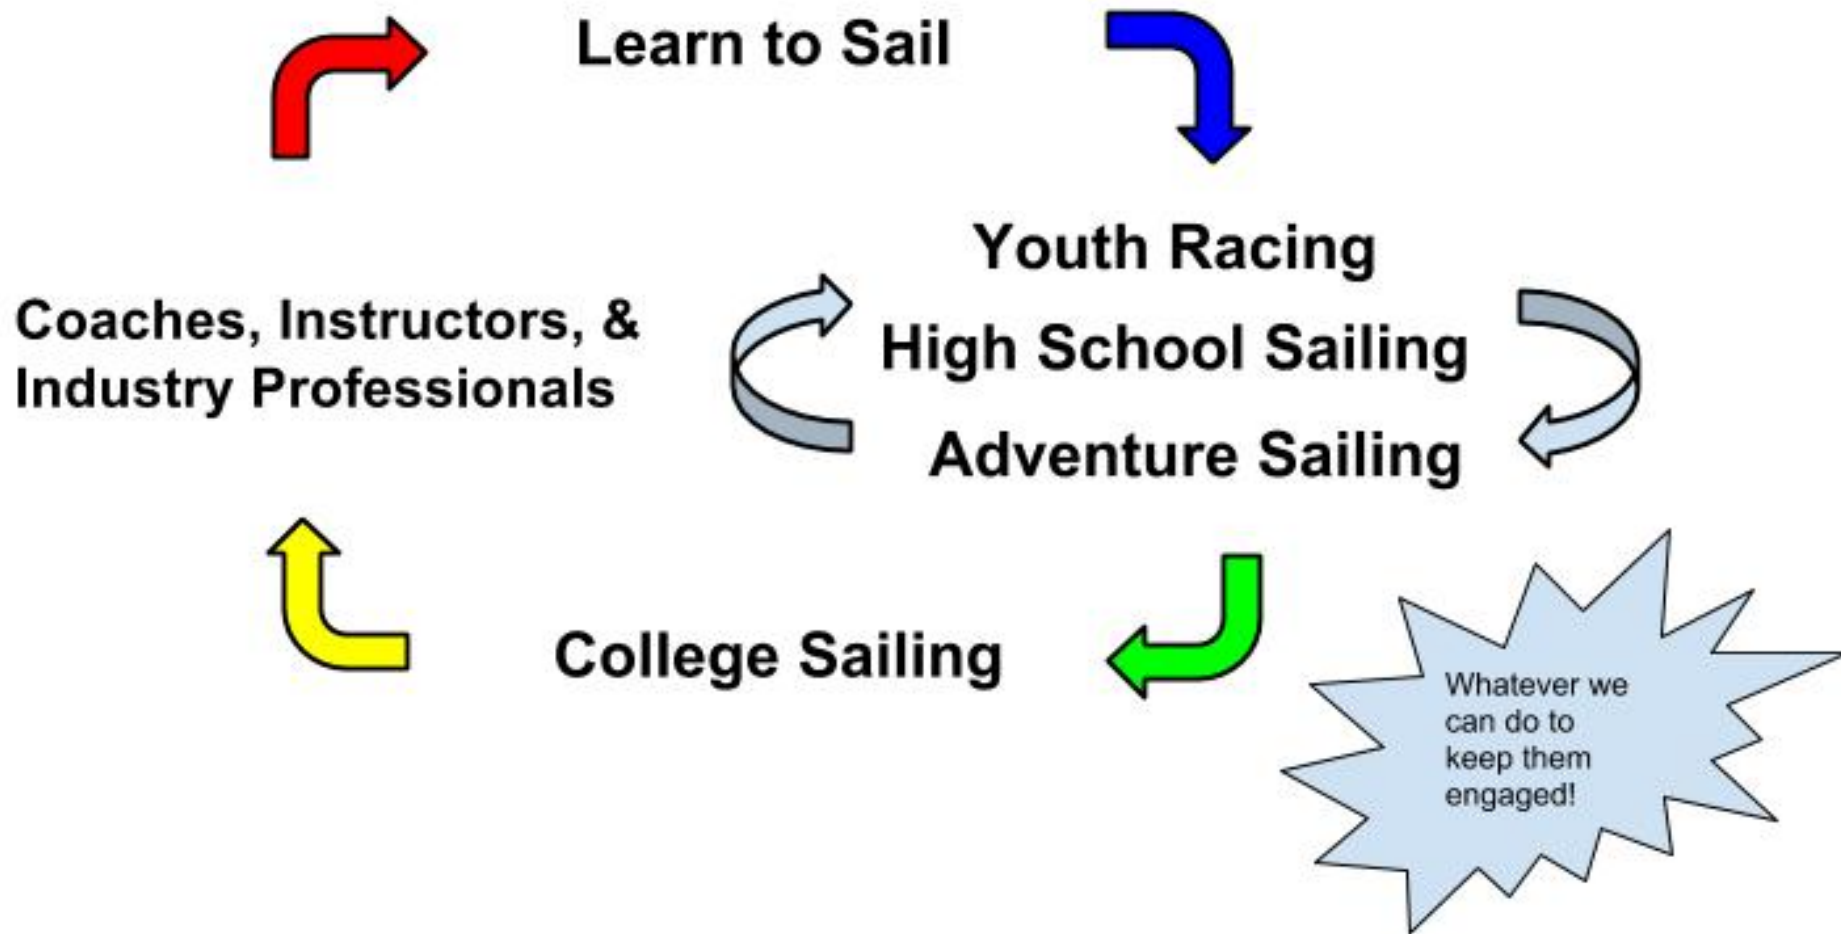 Learn to Sail
Youth Racing
Coaches, Instructors, &
Industry Professionals
High School Sailing
Adventure Sailing
College Sailing
Whatever we
can do to
keep them
engaged!